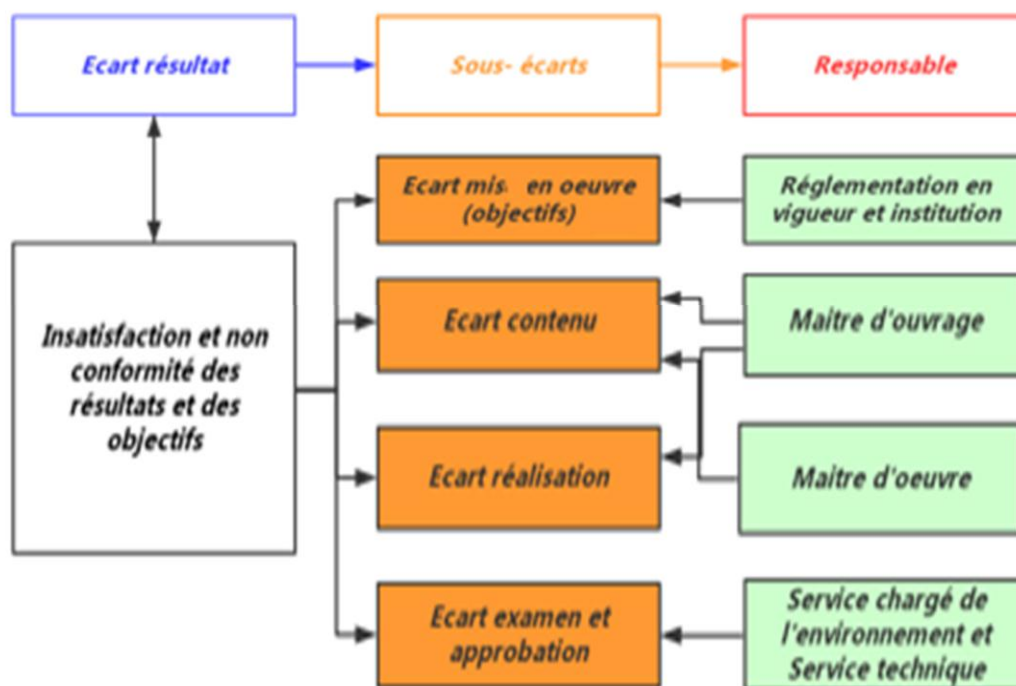 Ecart résultat
Sous- écarts
Responsable
Ecart mis en oeuvre
(objectifs)
Réglementation en
vigueur et institution
Insatisfaction et non
conformité des
résultats et des
objectifs
Ecart contenu
Maitre d'ouvrage
Ecart réalisation
Maitre d'oeuvre
Ecart examen et
approbation
Service chargé de
l'environnement et
Service technique